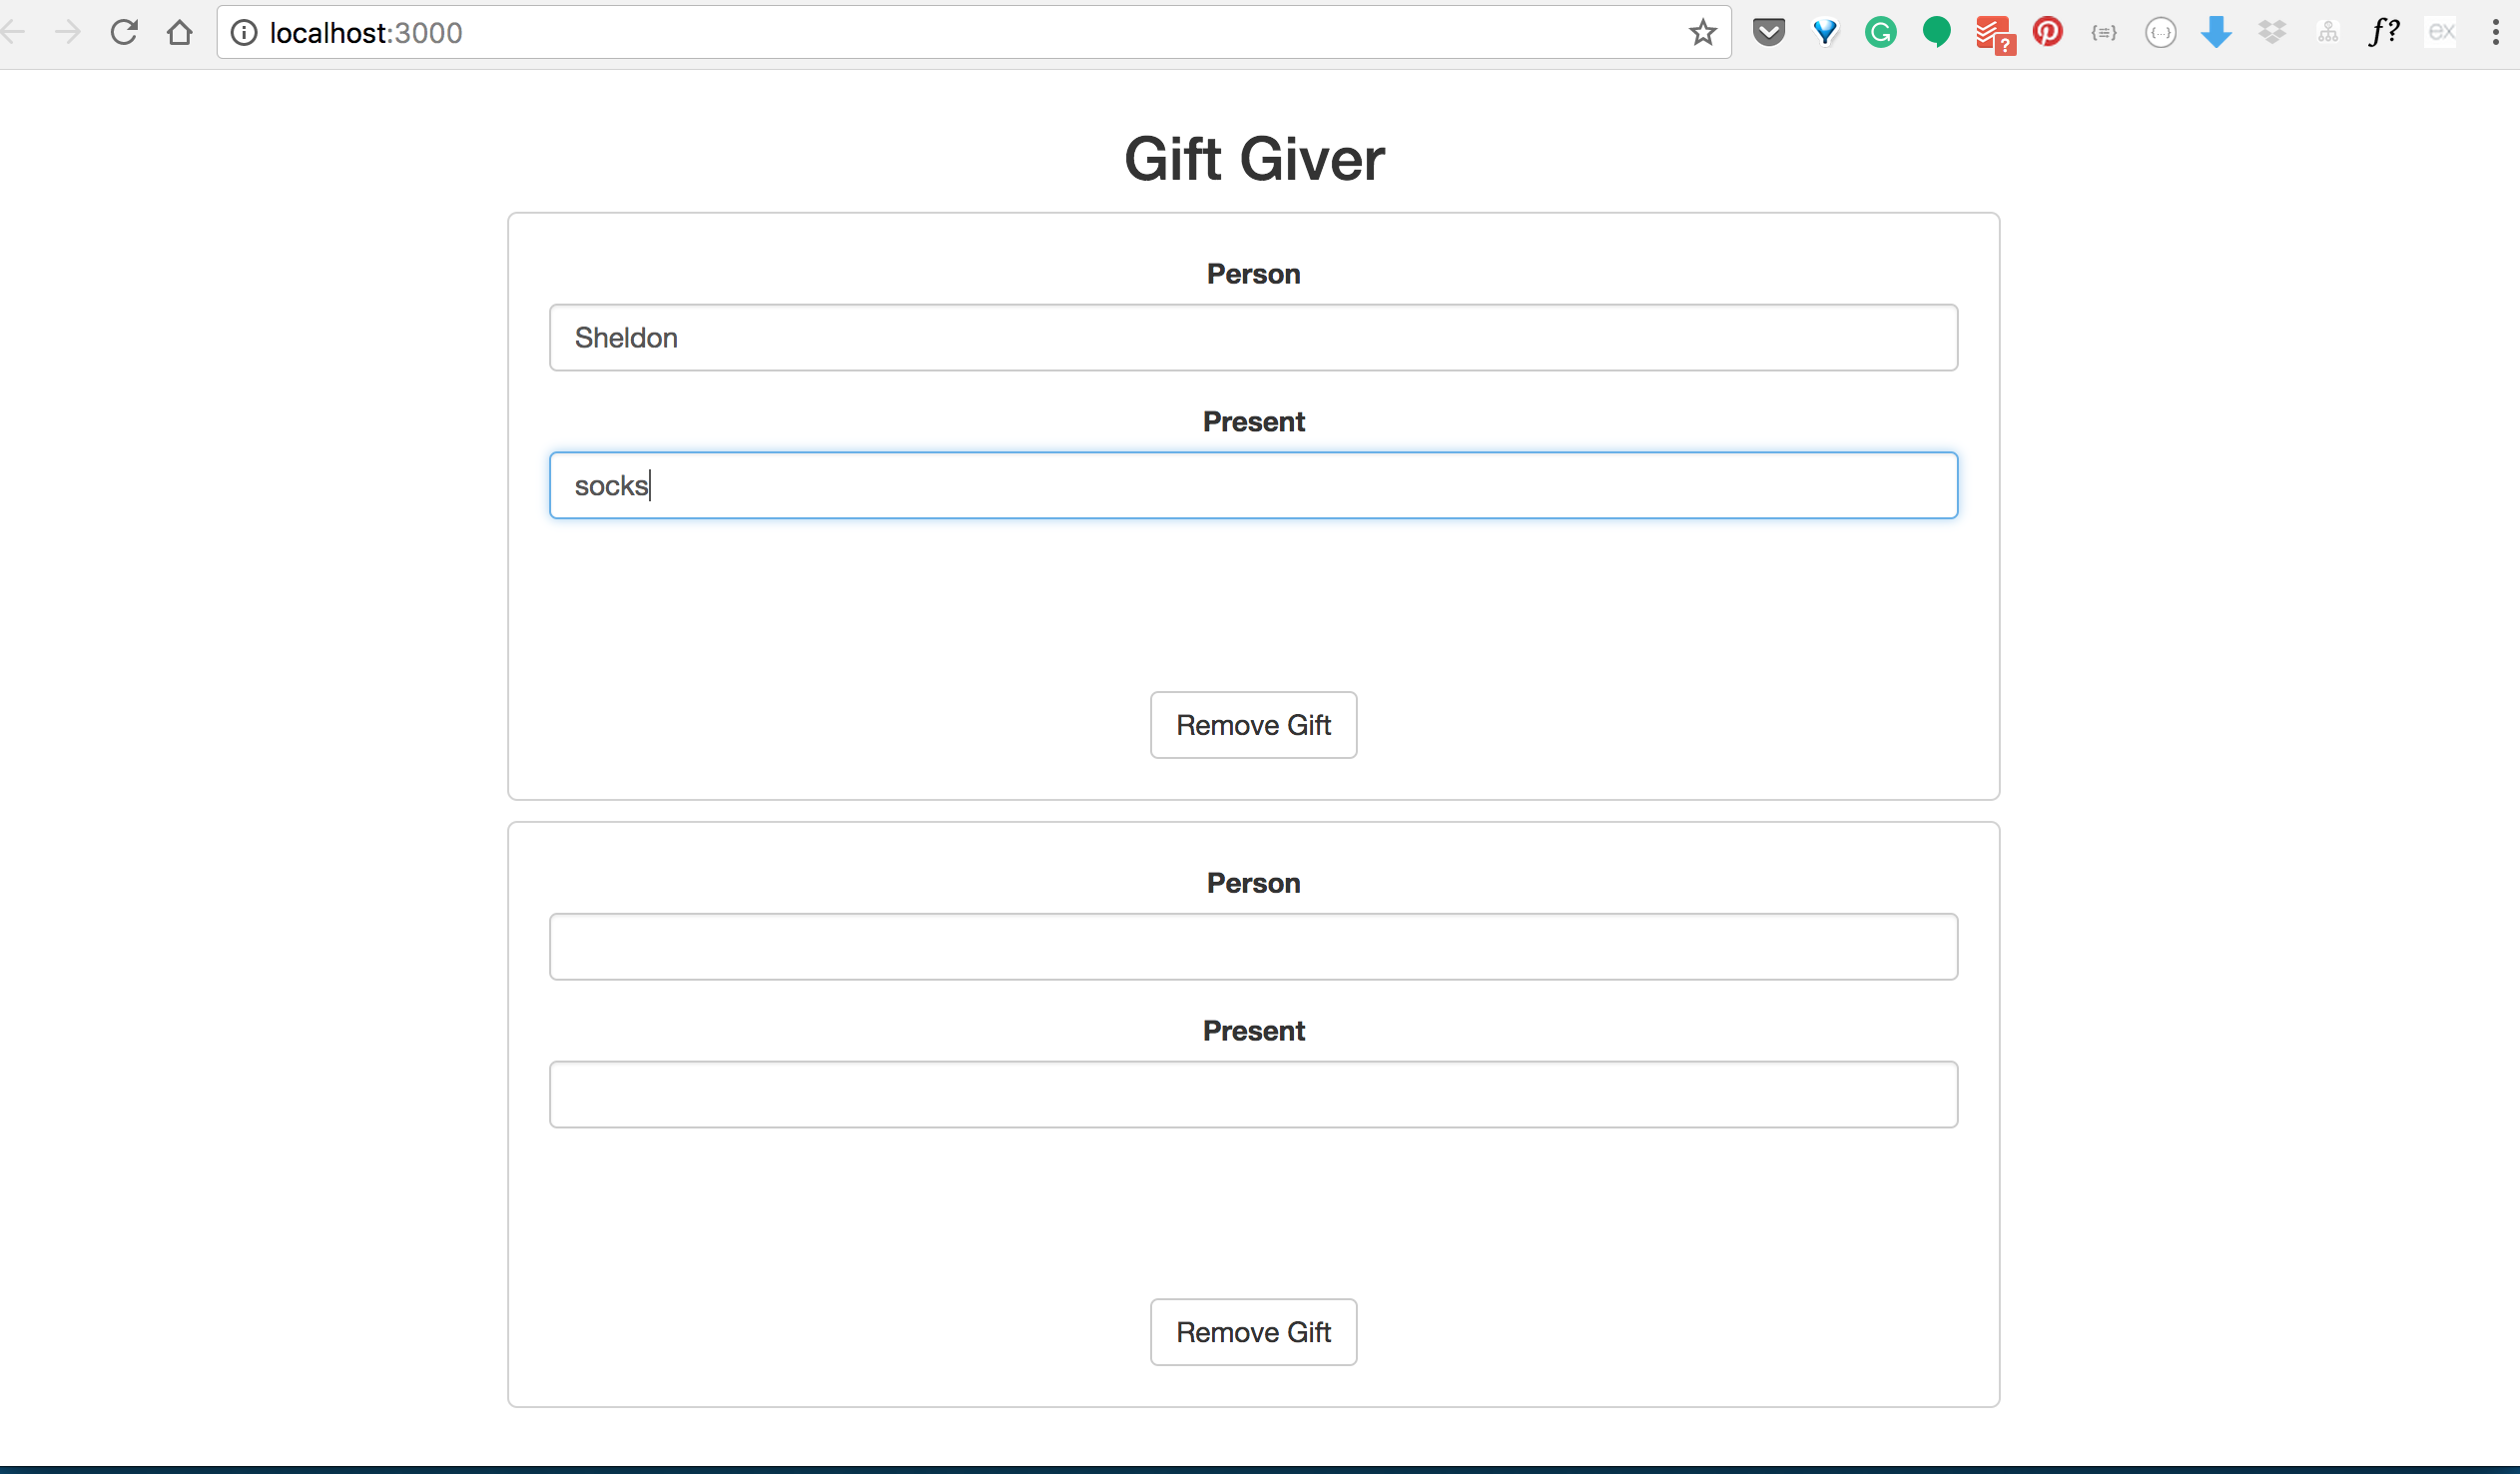 localhost:3000
?
f?
ex
Gift Giver
Person
Sheldon
Present
socks
Remove Gift
Person
Present
Remove Gift